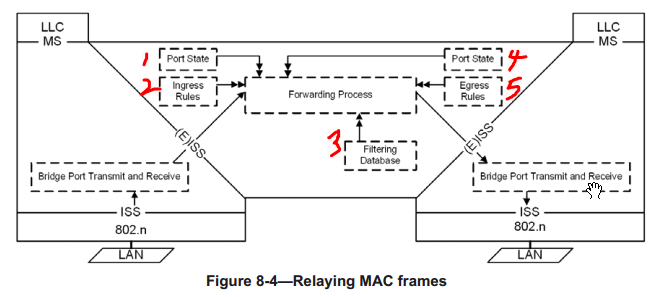 LLC
MS
LLC
MS
1
Port State
4
Port State
2
Ingress
Rules
Forwarding Process
5
Egress
Rules
3
Filtering
Database
(E)ISS
(E)ISS
Bridge Port Transmit and Receive
Bridge Port Transmit and Receive
ISS
ISS
802.n
802.n
LAN
LAN
Figure 8-4—Relaying MAC frames